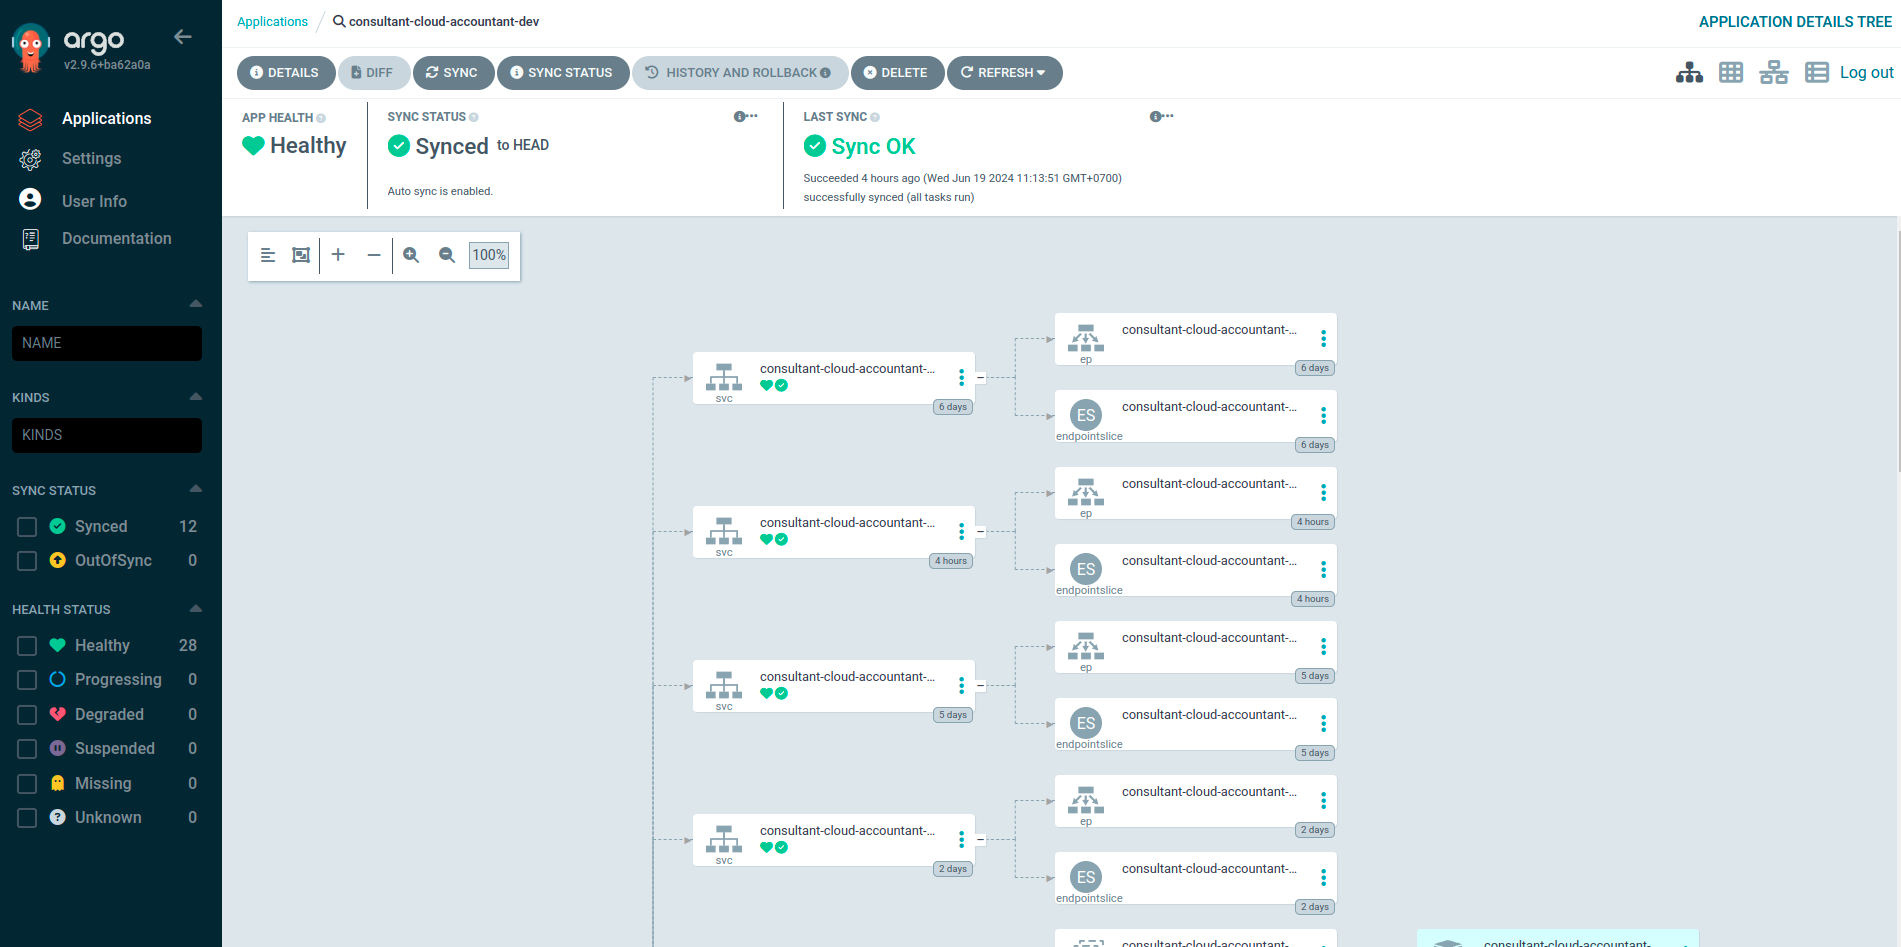 argo
v2.9.6+ba62a0a
Applications
Settings
User Info
Documentation
NAME
NAME
KINDS
KINDS
SYNC STATUS
Synced 12
OutOfSync 0
HEALTH STATUS
Healthy 28
Progressing 0
Degraded 0
Suspended 0
Missing 0
Unknown 0
Applications / consultant-cloud-accountant-dev
APPLICATION DETAILS TREE
DETAILS DIFF SYNC SYNC STATUS HISTORY AND ROLLBACK DELETE REFRESH
Log out
APP HEALTH
Healthy
SYNC STATUS
Synced to HEAD
Auto sync is enabled.
LAST SYNC
Sync OK
Succeeded 4 hours ago (Wed Jun 19 2024 11:13:51 GMT+0700)
successfully synced (all tasks run)
100%
consultant-cloud-accountant-...
svc
6 days
consultant-cloud-accountant-...
ep
6 days
ES
consultant-cloud-accountant-...
endpointslice
6 days
consultant-cloud-accountant-...
svc
4 hours
consultant-cloud-accountant-...
ep
4 hours
ES
consultant-cloud-accountant-...
endpointslice
4 hours
consultant-cloud-accountant-...
svc
5 days
consultant-cloud-accountant-...
ep
5 days
ES
consultant-cloud-accountant-...
endpointslice
5 days
consultant-cloud-accountant-...
svc
2 days
consultant-cloud-accountant-...
ep
2 days
ES
consultant-cloud-accountant-...
endpointslice
2 days
consultant-cloud-accountant-...
consultant-cloud-accountant-